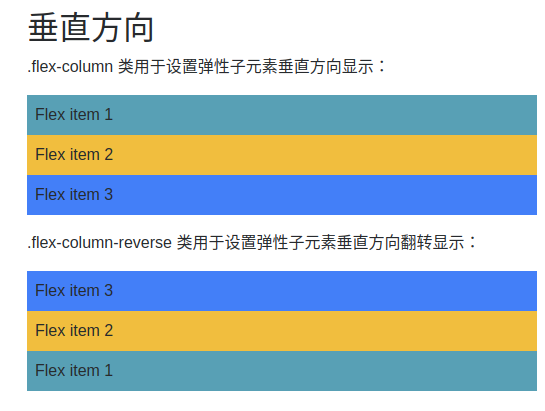 垂直方向
.flex-column 类用于设置弹性子元素垂直方向显示：
Flex item 1
Flex item 2
Flex item 3
.flex-column-reverse 类用于设置弹性子元素垂直方向翻转显示：
Flex item 3
Flex item 2
Flex item 1